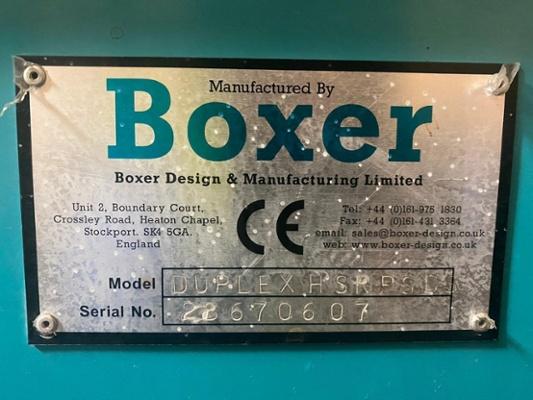 Manufactured By
Boxer
Boxer Design & Manufacturing Limited
Unit 2, Boundary Court,
Crossley Road, Heaton Chapel,
Stockport. SK4 5GA.
England
CE
Tel: +44 (0)161-975 1830
Fax: +44 (0)161-431 3364
email: sales@boxer-design.co.uk
web: www.boxer-design.co.uk
Model DUPLEX
Serial No.